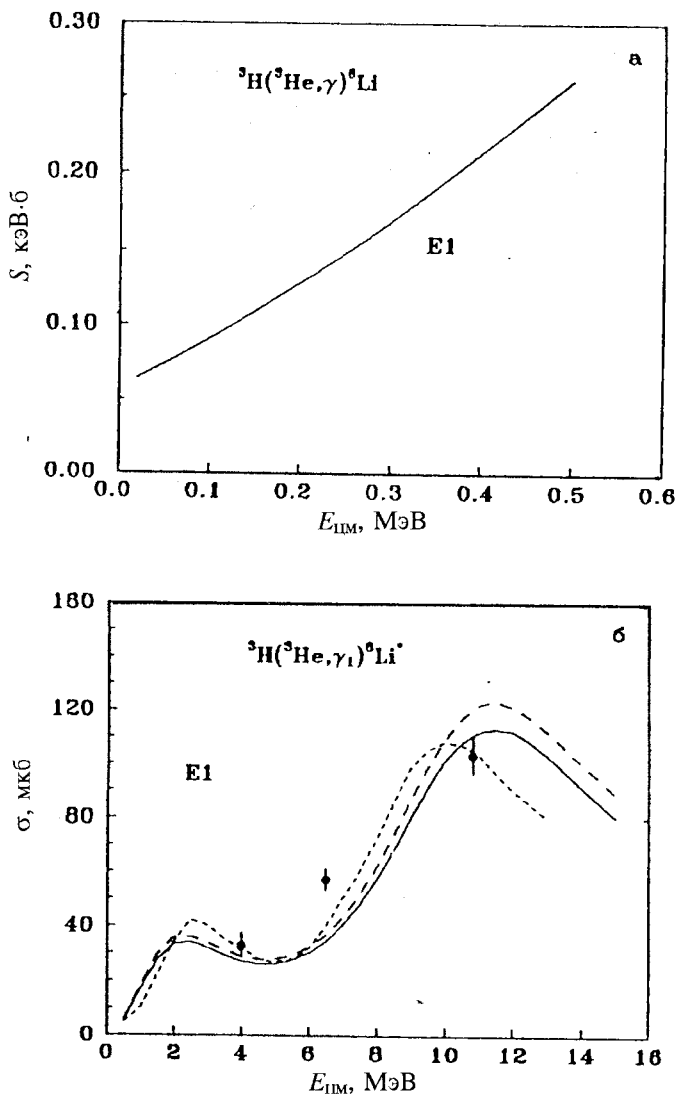 0.30
а
³H(³He,γ)⁶Li
0.20
S, кэВ·б
E1
0.10
0.00
0.0 0.1 0.2 0.3 0.4 0.5 0.6
E_ЦМ, МэВ
160
б
³H(³He,γ₁)⁶Li*
120
E1
σ, мкб
80
40
0
0 2 4 6 8 10 12 14 16
E_ЦМ, МэВ